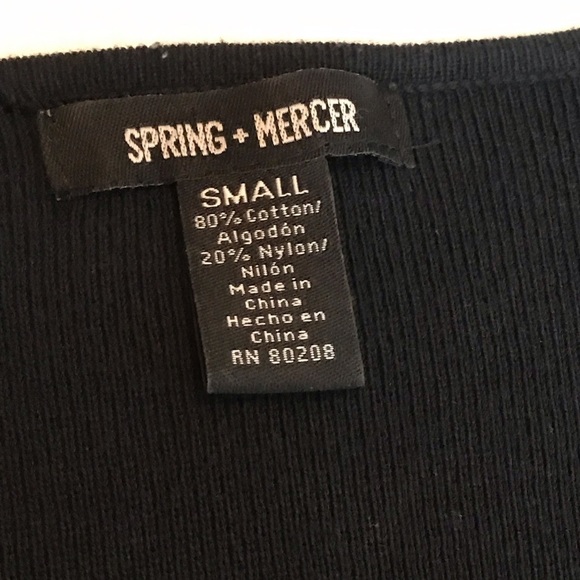 SPRING + MERCER
SMALL
80% Cotton/
Algodón
20% Nylon/
Nilón
Made in
China
Hecho en
China
RN 80208